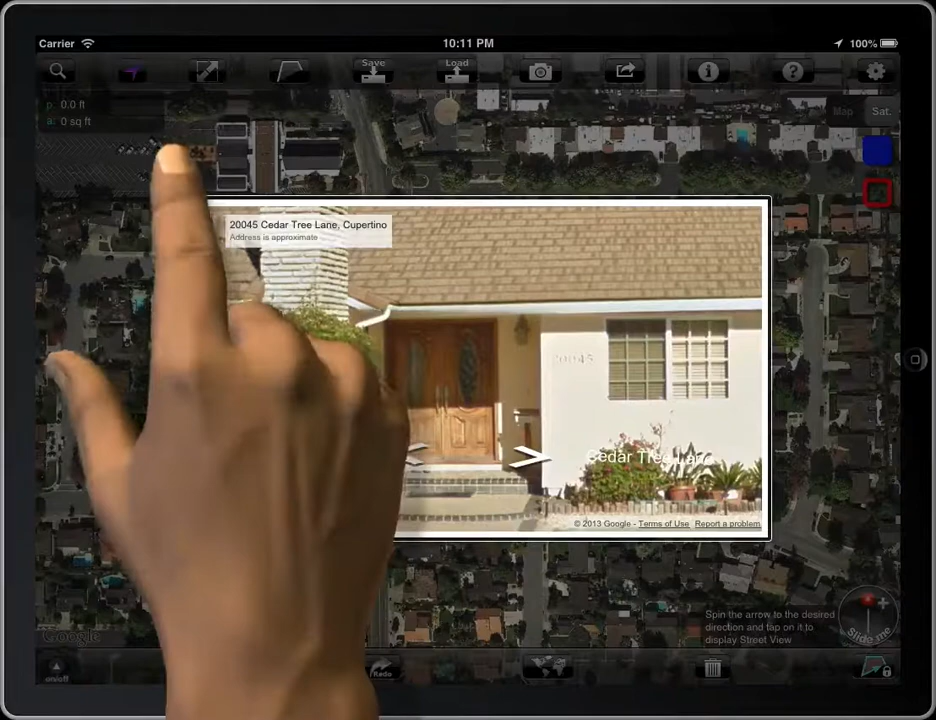 Carrier 10:11 PM 100%
Save Load
p: 0.0 ft
a: 0 sq ft
Map Sat.
20045 Cedar Tree Lane, Cupertino
Address is approximate
20045
Cedar Tree Lane
© 2013 Google - Terms of Use Report a problem
Spin the arrow to the desired
direction and tap on it to
display Street View
Slide me
Google
on/off Redo